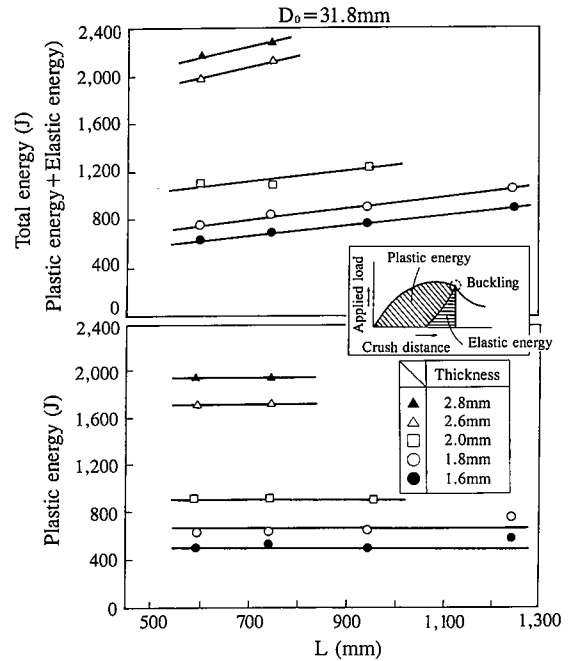 D₀=31.8mm
Total energy (J)
Plastic energy+Elastic energy
2,400
2,000
1,600
1,200
800
400
0
Applied load
Plastic energy
Buckling
Elastic energy
Crush distance
Plastic energy (J)
2,400
2,000
1,600
1,200
800
400
0
Thickness
▲ 2.8mm
△ 2.6mm
□ 2.0mm
○ 1.8mm
● 1.6mm
500 700 900 1,100 1,300
L (mm)